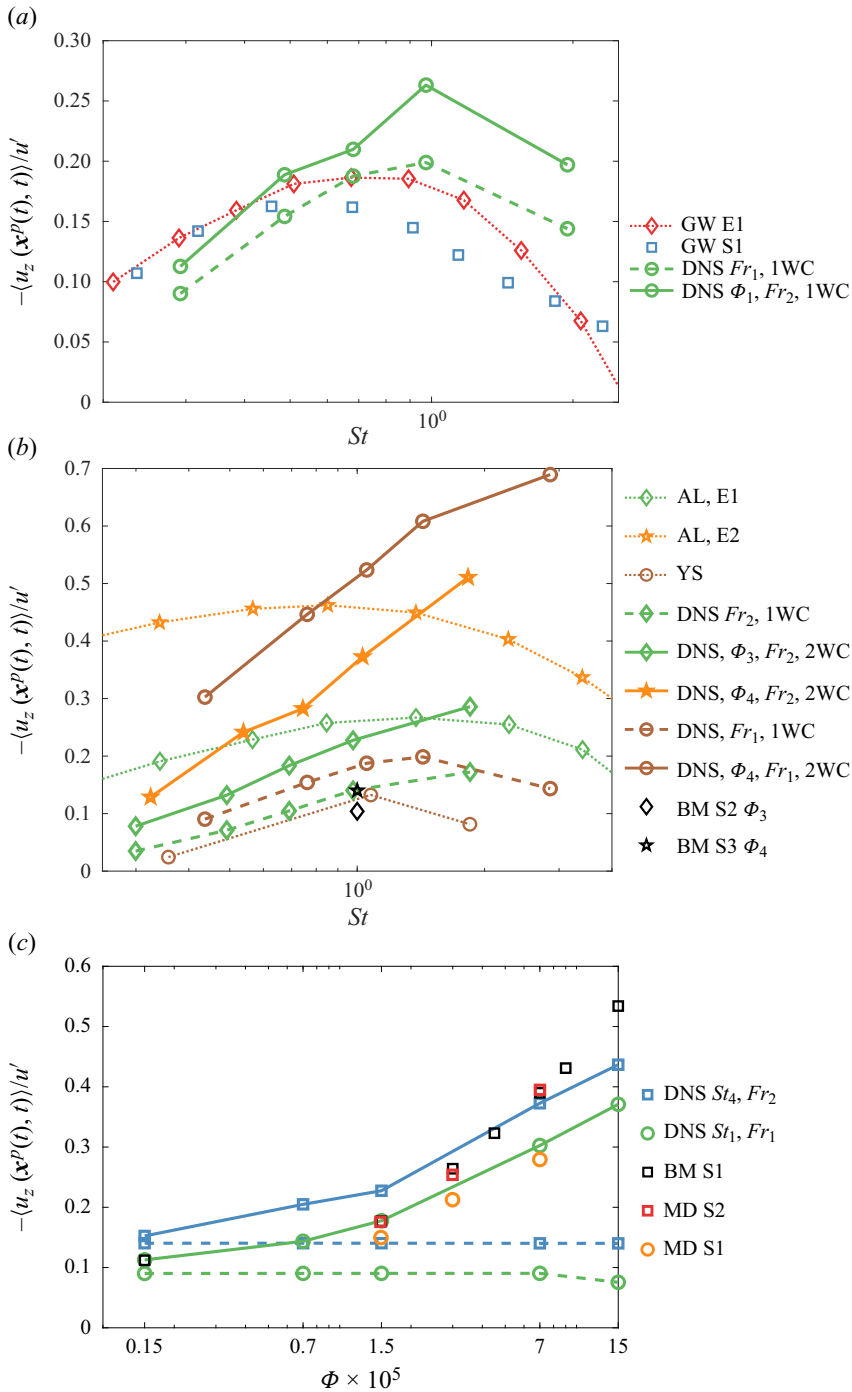 (a)
0.30
0.25
0.20
0.15
0.10
0.05
0
−⟨u_z (x^p(t), t)⟩/u′
10^0
St
GW E1
GW S1
DNS Fr_1, 1WC
DNS Φ_1, Fr_2, 1WC
(b)
0.7
0.6
0.5
0.4
0.3
0.2
0.1
0
−⟨u_z (x^p(t), t)⟩/u′
10^0
St
AL, E1
AL, E2
YS
DNS Fr_2, 1WC
DNS, Φ_3, Fr_2, 2WC
DNS, Φ_4, Fr_2, 2WC
DNS, Fr_1, 1WC
DNS, Φ_4, Fr_1, 2WC
BM S2 Φ_3
BM S3 Φ_4
(c)
0.6
0.5
0.4
0.3
0.2
0.1
0
−⟨u_z (x^p(t), t)⟩/u′
0.15 0.7 1.5 7 15
Φ × 10^5
DNS St_4, Fr_2
DNS St_1, Fr_1
BM S1
MD S2
MD S1